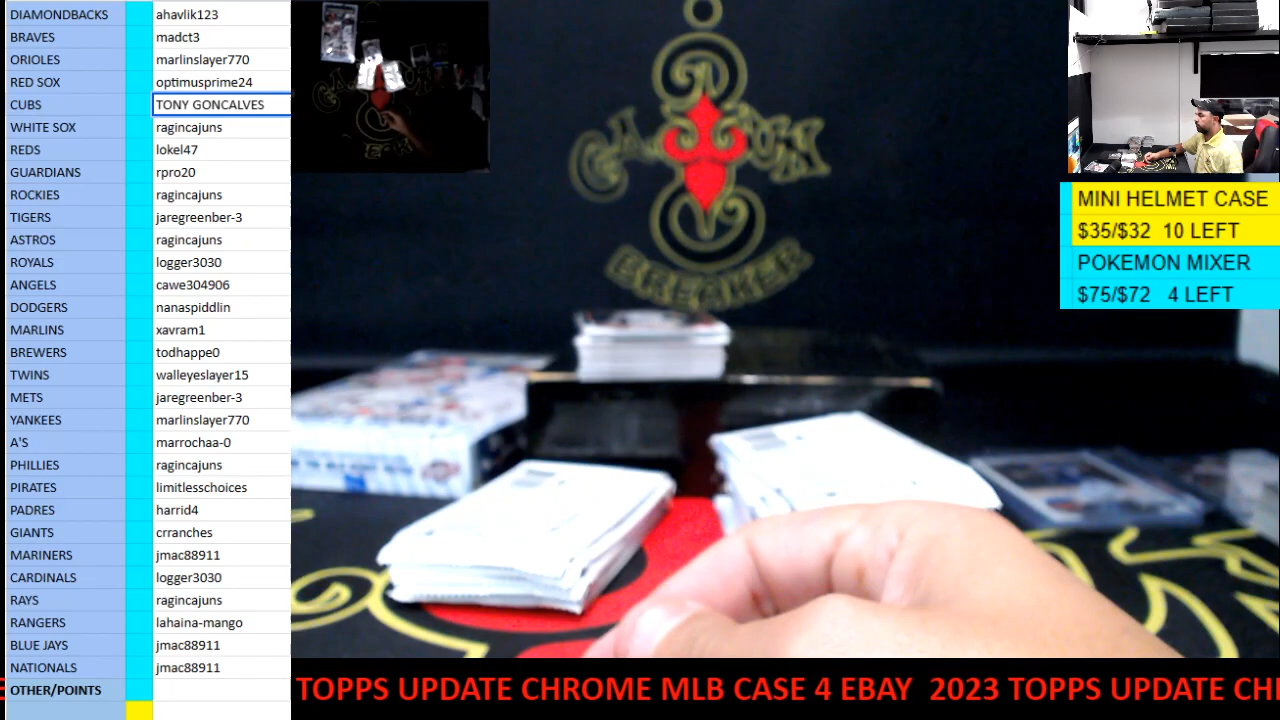 DIAMONDBACKS ahavlik123
BRAVES madct3
ORIOLES marlinslayer770
RED SOX optimusprime24
CUBS TONY GONCALVES
WHITE SOX ragincajuns
REDS lokel47
GUARDIANS rpro20
ROCKIES ragincajuns
TIGERS jaregreenber-3
ASTROS ragincajuns
ROYALS logger3030
ANGELS cawe304906
DODGERS nanaspiddlin
MARLINS xavram1
BREWERS todhappe0
TWINS walleyeslayer15
METS jaregreenber-3
YANKEES marlinslayer770
A'S marrochaa-0
PHILLIES ragincajuns
PIRATES limitlesschoices
PADRES harrid4
GIANTS crranches
MARINERS jmac88911
CARDINALS logger3030
RAYS ragincajuns
RANGERS lahaina-mango
BLUE JAYS jmac88911
NATIONALS jmac88911
OTHER/POINTS
BREAKER
MINI HELMET CASE
$35/$32 10 LEFT
POKEMON MIXER
$75/$72 4 LEFT
TOPPS UPDATE CHROME MLB CASE 4 EBAY 2023 TOPPS UPDATE CH